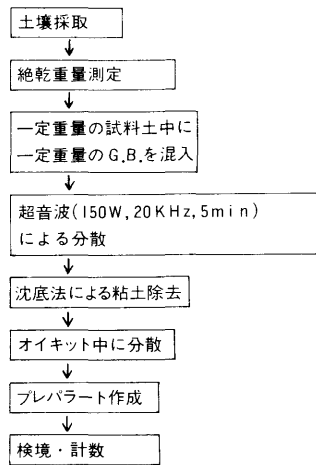 土壌採取
絶乾重量測定
一定重量の試料土中に
一定重量のG.B.を混入
超音波(150W,20KHz,5min)
による分散
沈底法による粘土除去
オイキット中に分散
プレパラート作成
検境・計数